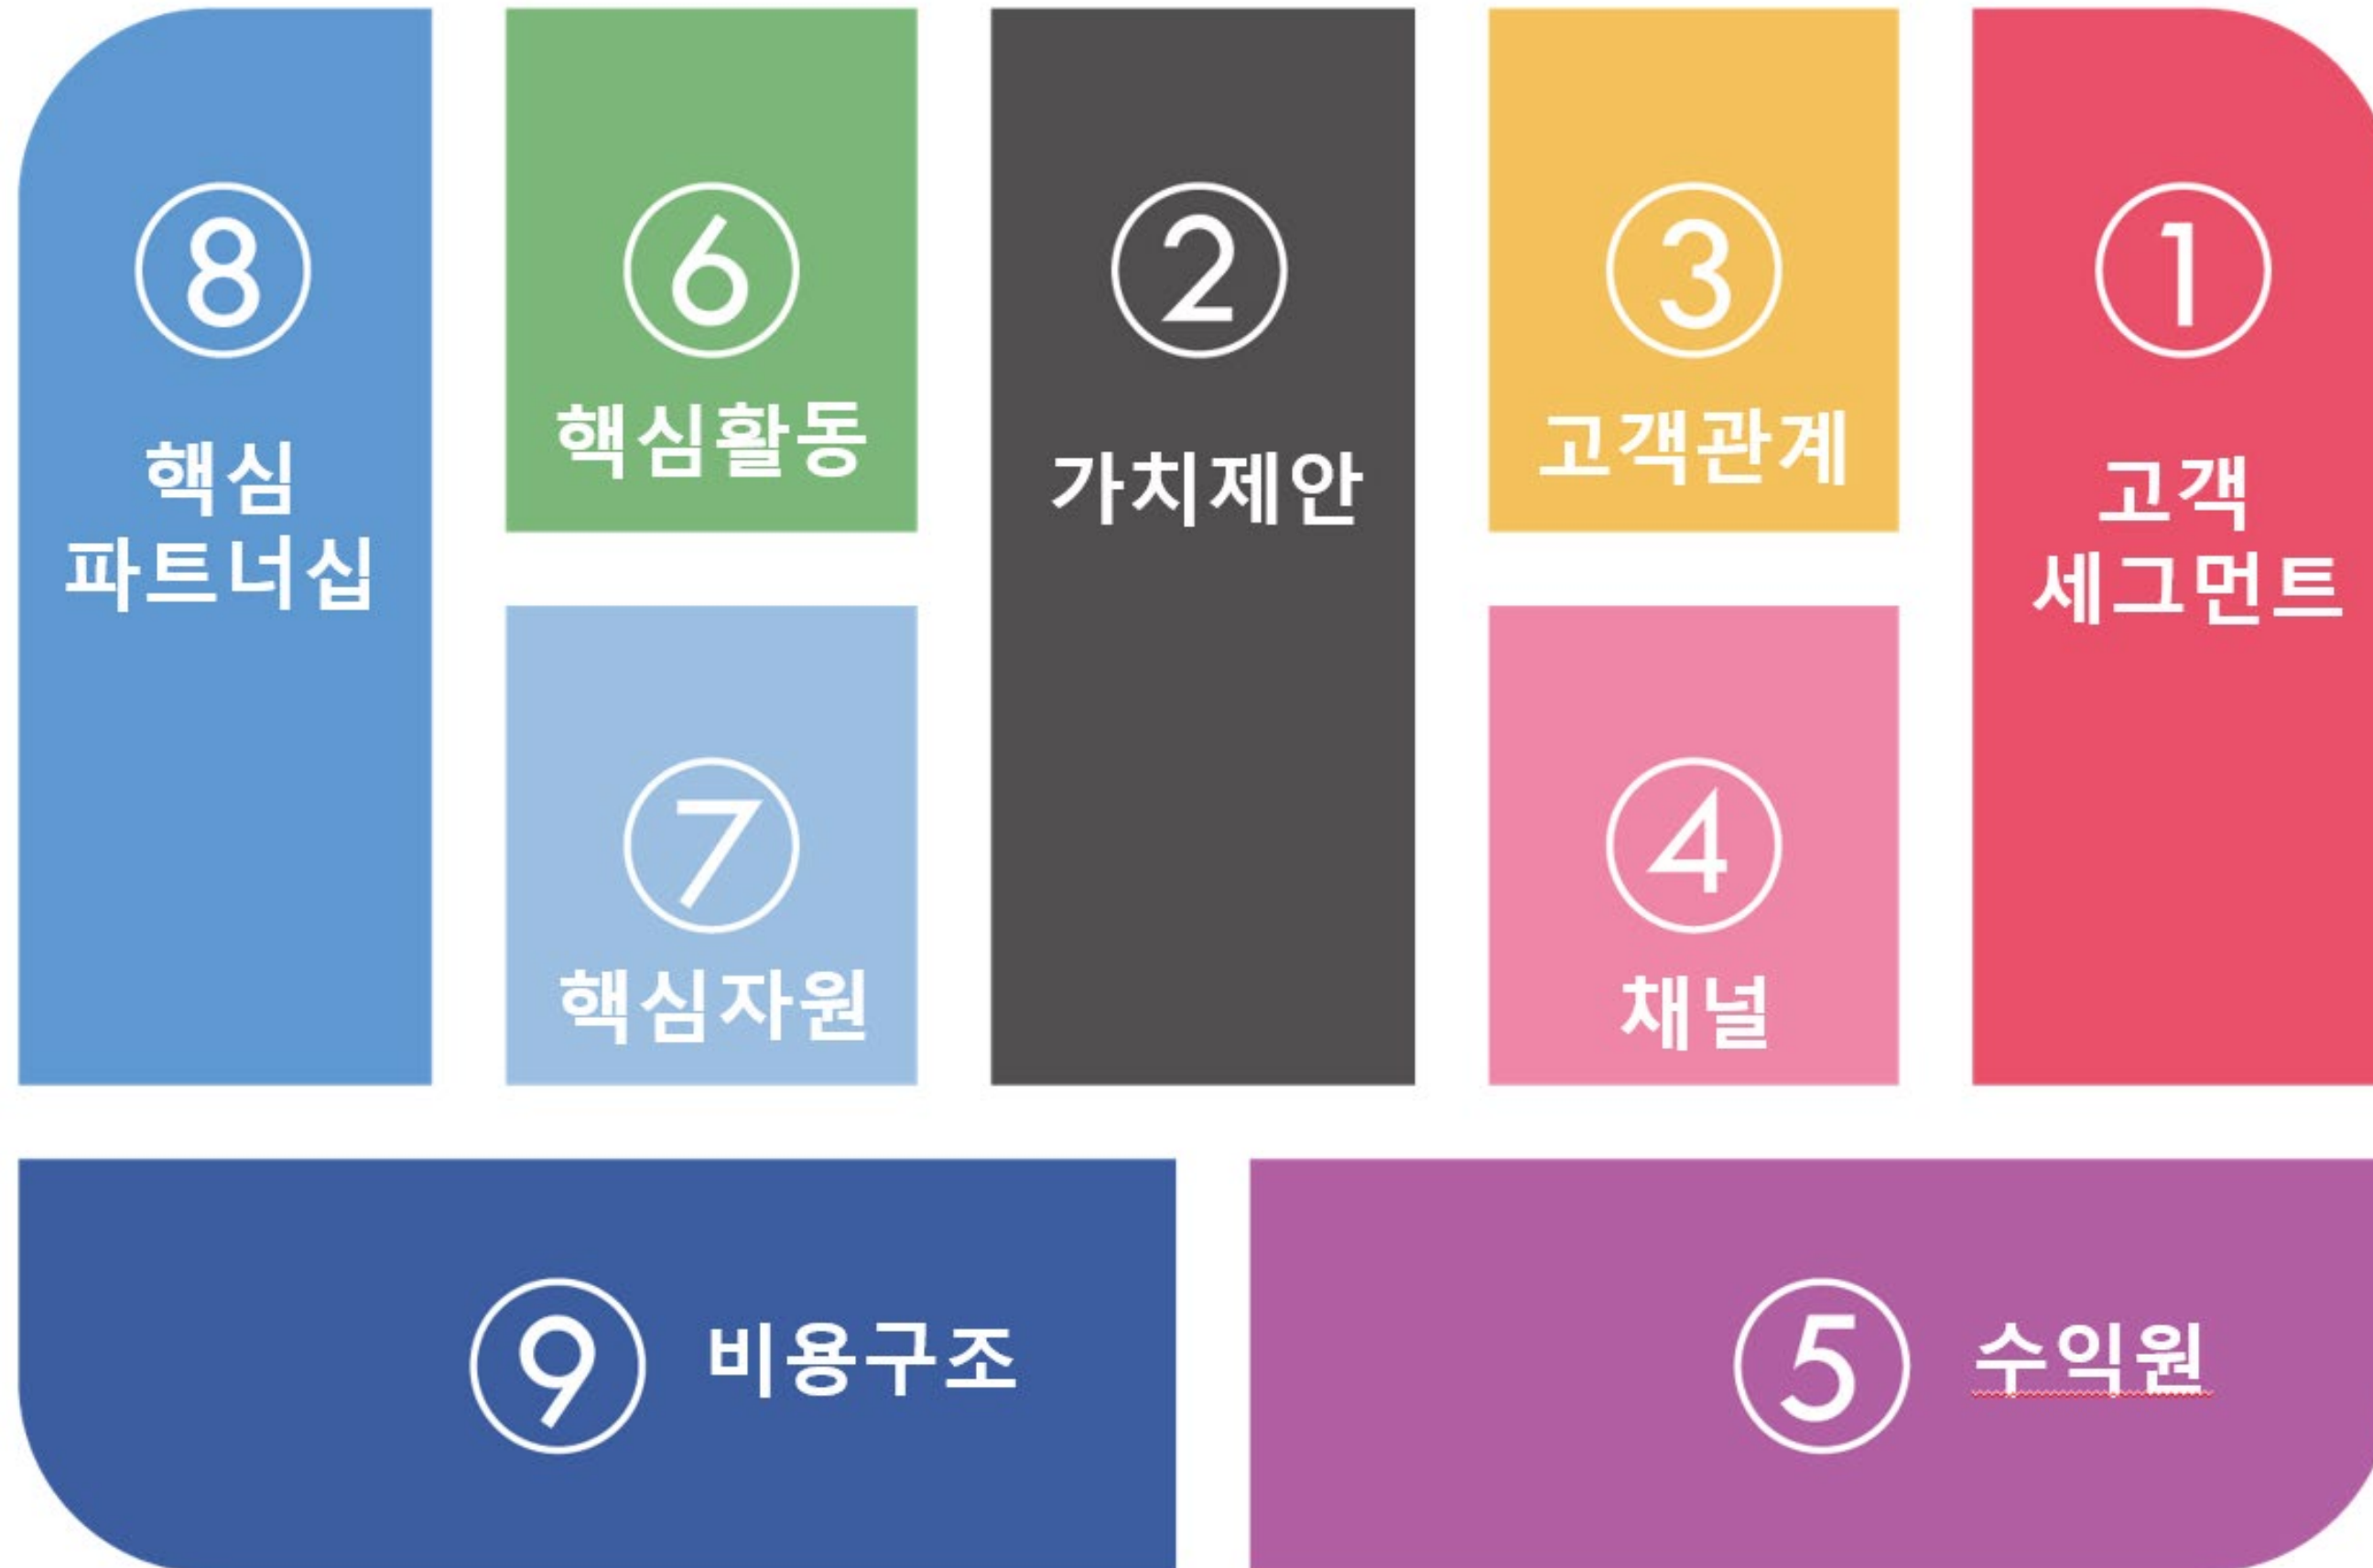 ⑧
핵심
파트너십
⑥
핵심활동
⑦
핵심자원
②
가치제안
③
고객관계
④
채널
①
고객
세그먼트
⑨ 비용구조
⑤ 수익원